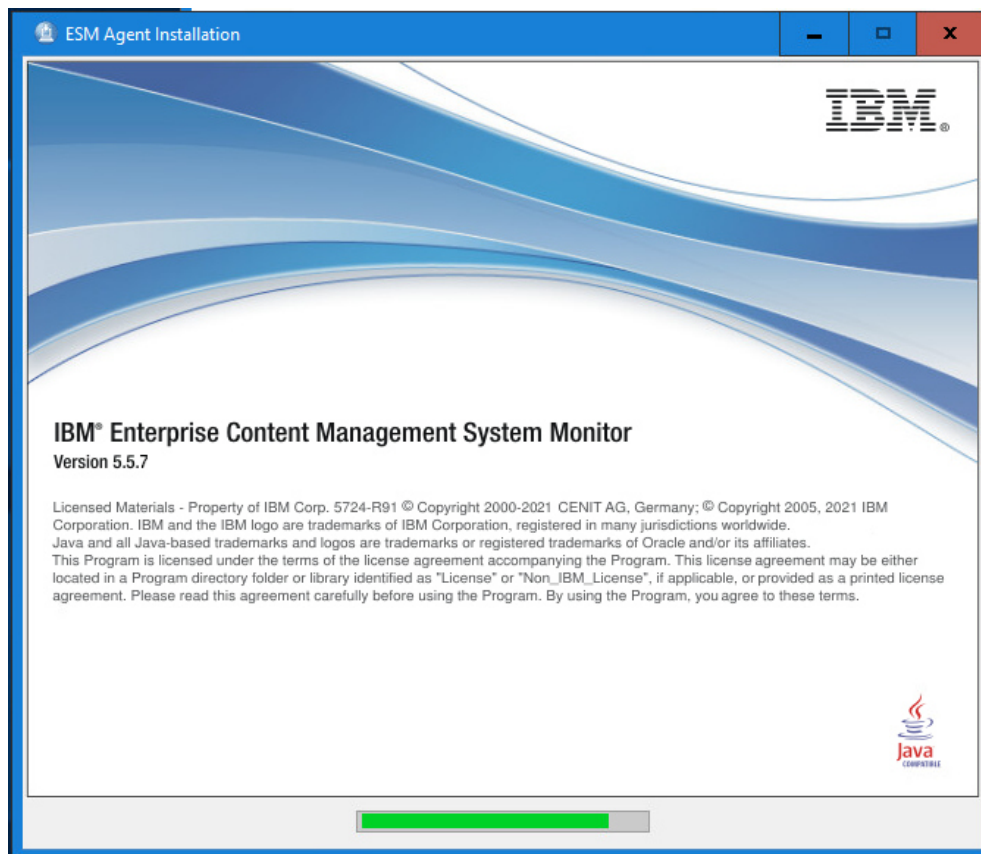 ESM Agent Installation
IBM®
IBM® Enterprise Content Management System Monitor
Version 5.5.7
Licensed Materials - Property of IBM Corp. 5724-R91 © Copyright 2000-2021 CENIT AG, Germany; © Copyright 2005, 2021 IBM
Corporation. IBM and the IBM logo are trademarks of IBM Corporation, registered in many jurisdictions worldwide.
Java and all Java-based trademarks and logos are trademarks or registered trademarks of Oracle and/or its affiliates.
This Program is licensed under the terms of the license agreement accompanying the Program. This license agreement may be either
located in a Program directory folder or library identified as "License" or "Non_IBM_License", if applicable, or provided as a printed license
agreement. Please read this agreement carefully before using the Program. By using the Program, you agree to these terms.
Java
COMPATIBLE